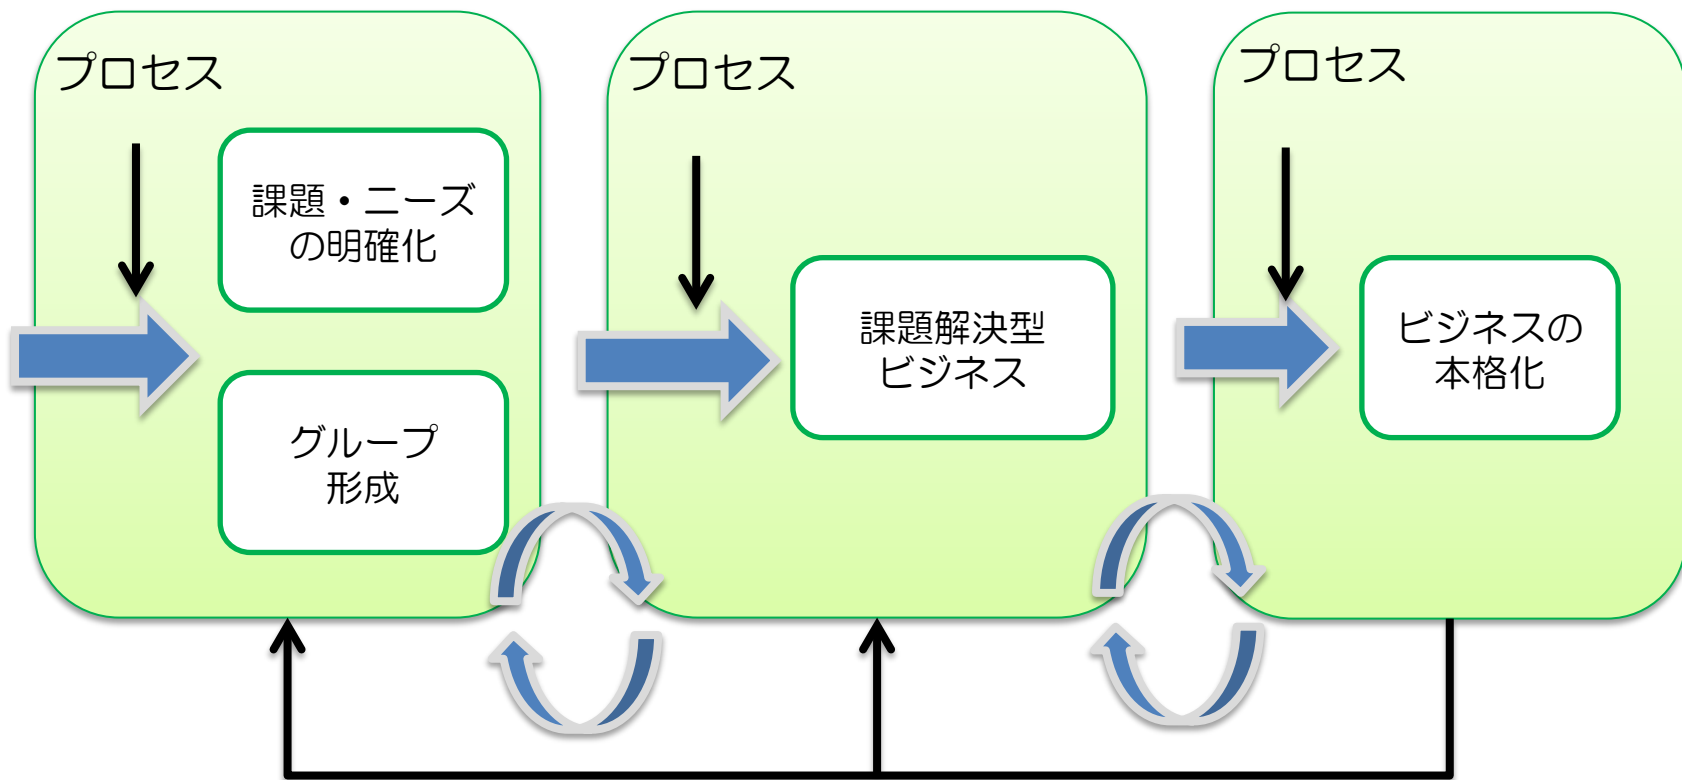 プロセス
課題・ニーズ
の明確化
グループ
形成
プロセス
課題解決型
ビジネス
プロセス
ビジネスの
本格化